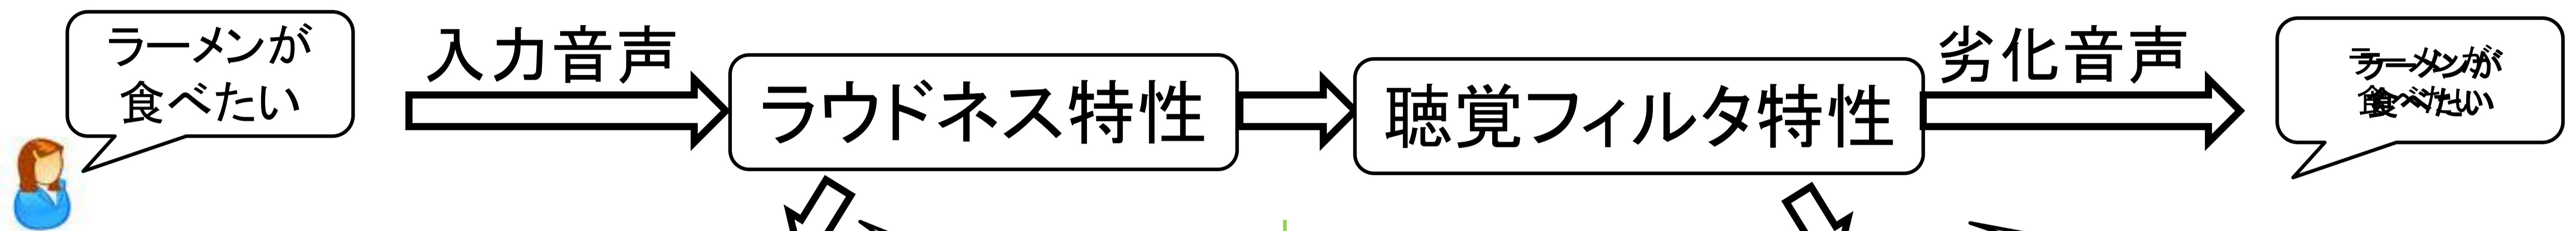 ラーメンが
食べたい
入力音声
ラウドネス特性
聴覚フィルタ特性
劣化音声
ラーメンが
食べたい